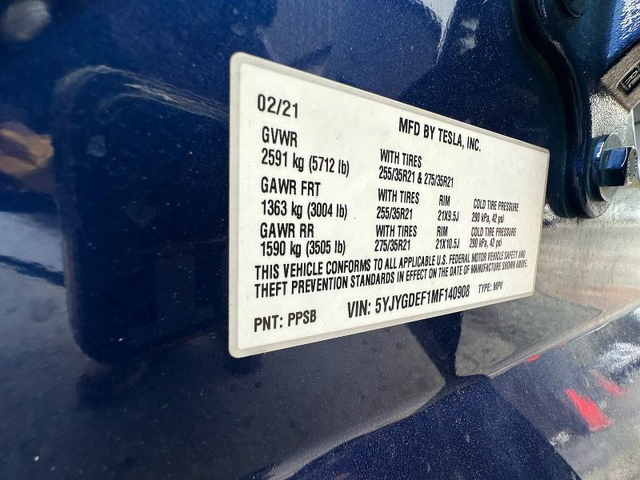 02/21
MFD BY TESLA, INC.
GVWR
2591 kg (5712 lb)
WITH TIRES
255/35R21 & 275/35R21
GAWR FRT
1363 kg (3004 lb)
WITH TIRES
255/35R21
RIM
21X9.5J
COLD TIRE PRESSURE
290 kPa, 42 psi
GAWR RR
1590 kg (3505 lb)
WITH TIRES
275/35R21
RIM
21X10.5J
COLD TIRE PRESSURE
290 kPa, 42 psi
THIS VEHICLE CONFORMS TO ALL APPLICABLE U.S. FEDERAL MOTOR VEHICLE SAFETY AND
THEFT PREVENTION STANDARDS IN EFFECT ON THE DATE OF MANUFACTURE SHOWN ABOVE.
PNT: PPSB
VIN: 5YJYGDEF1MF140908
TYPE: MPV